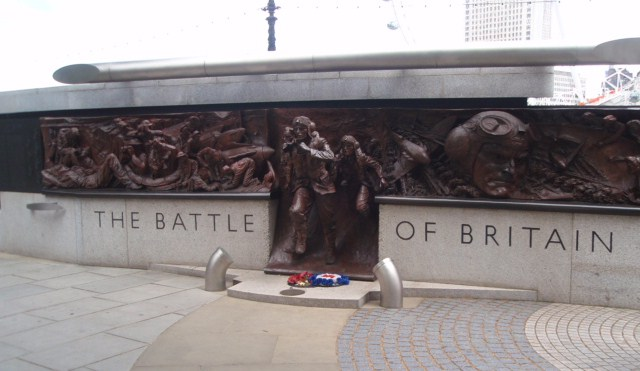 THE BATTLE OF BRITAIN